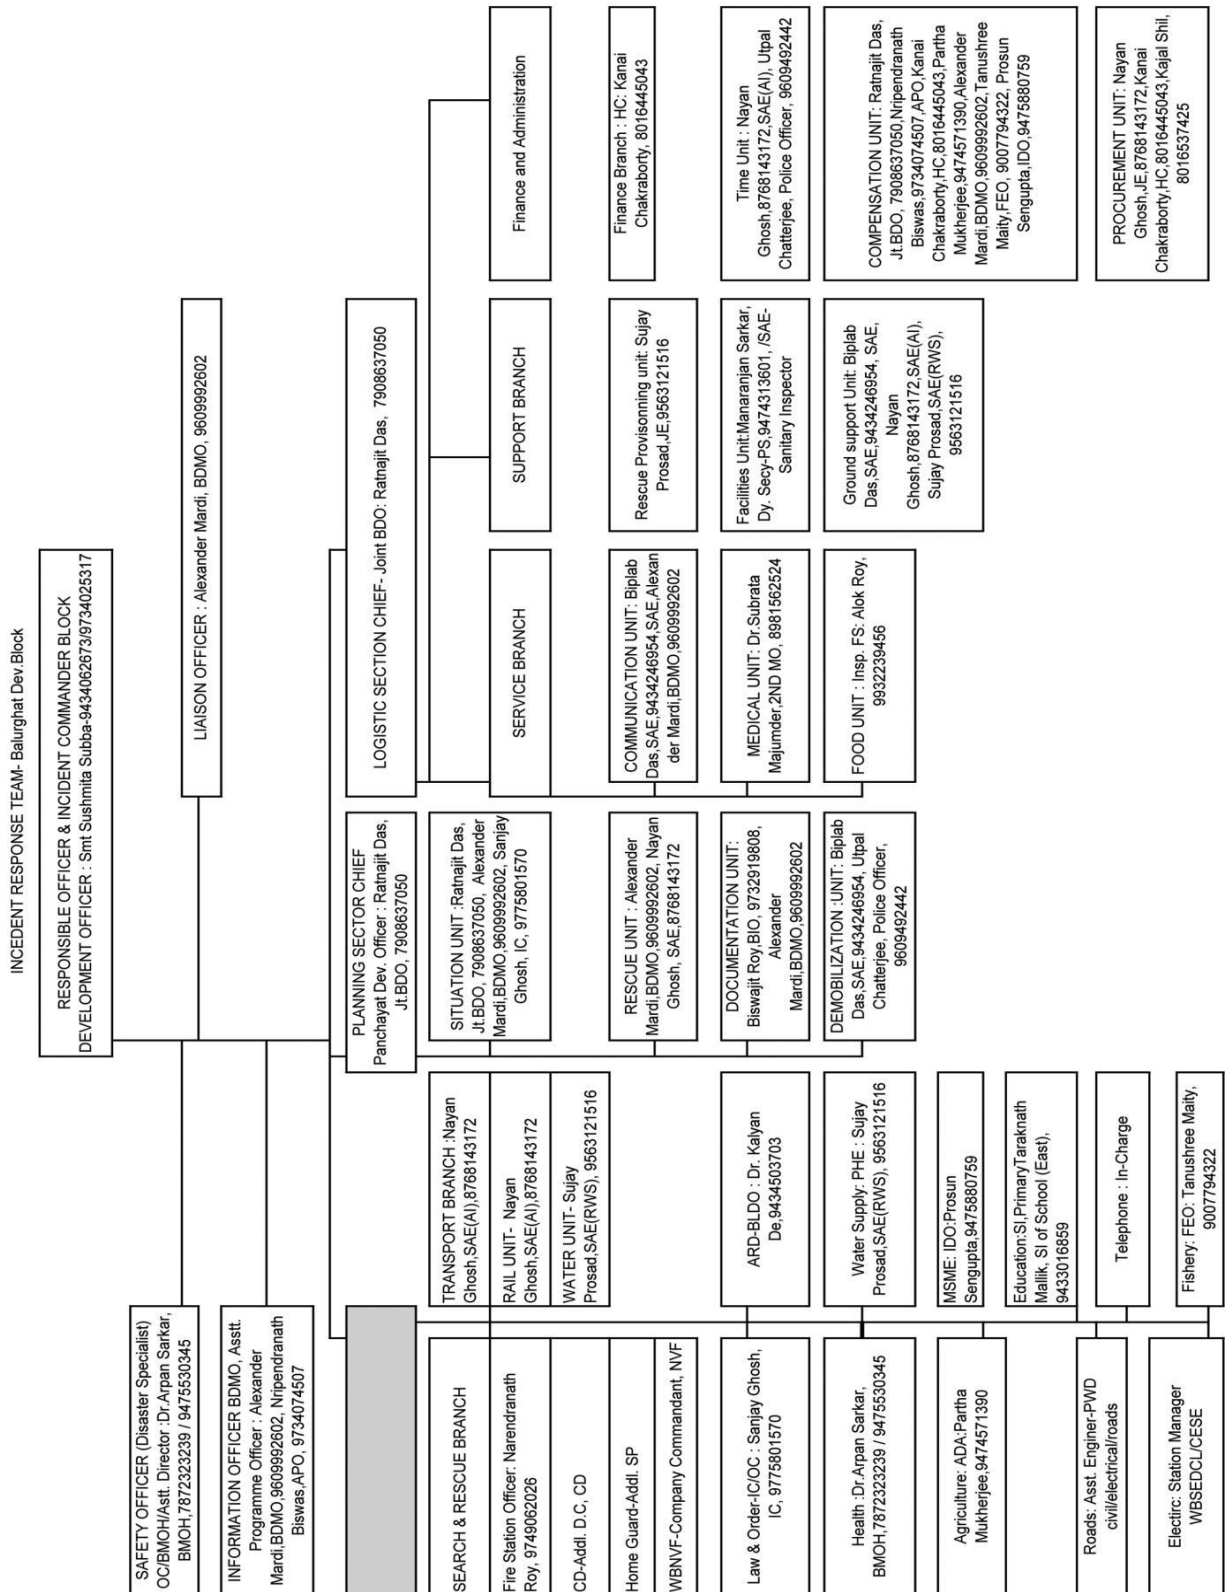 INCEDENT RESPONSE TEAM- Balurghat Dev.Block
RESPONSIBLE OFFICER & INCIDENT COMMANDER BLOCK
DEVELOPMENT OFFICER : Smt Sushmita Subba-9434062673/9734025317
SAFETY OFFICER (Disaster Specialist)
OC/BMOH/Astt. Director :Dr.Arpan Sarkar,
BMOH,7872323239 / 9475530345
LIAISON OFFICER : Alexander Mardi, BDMO, 9609992602
INFORMATION OFFICER BDMO, Asstt.
Programme Officer : Alexander
Mardi,BDMO,9609992602, Nripendranath
Biswas,APO, 9734074507
PLANNING SECTOR CHIEF
Panchayat Dev. Officer : Ratnajit Das,
Jt.BDO, 7908637050
LOGISTIC SECTION CHIEF- Joint BDO: Ratnajit Das, 7908637050
SEARCH & RESCUE BRANCH
Fire Station Officer: Narendranath
Roy, 9749062026
CD-Addl. D.C, CD
Home Guard-Addl. SP
WBNVF-Company Commandant, NVF
Law & Order-IC/OC : Sanjay Ghosh,
IC, 9775801570
Health :Dr.Arpan Sarkar,
BMOH,7872323239 / 9475530345
Agriculture: ADA:Partha
Mukherjee,9474571390
Roads: Asst. Enginer-PWD
civil/electrical/roads
Electirc: Station Manager
WBSEDCL/CESE
TRANSPORT BRANCH :Nayan
Ghosh,SAE(AI),8768143172
RAIL UNIT- Nayan
Ghosh,SAE(AI),8768143172
WATER UNIT- Sujay
Prosad,SAE(RWS), 9563121516
ARD-BLDO : Dr. Kalyan
De,9434503703
Water Supply: PHE : Sujay
Prosad,SAE(RWS), 9563121516
MSME: IDO:Prosun
Sengupta,9475880759
Education:SI,PrimaryTaraknath
Mallik, SI of School (East),
9433016859
Telephone : In-Charge
Fishery: FEO: Tanushree Maity,
9007794322
SITUATION UNIT :Ratnajit Das,
Jt.BDO, 7908637050, Alexander
Mardi,BDMO,9609992602, Sanjay
Ghosh, IC, 9775801570
RESCUE UNIT : Alexander
Mardi,BDMO,9609992602, Nayan
Ghosh, SAE,8768143172
DOCUMENTATION UNIT:
Biswajit Roy,BIO, 9732919808,
Alexander
Mardi,BDMO,9609992602
DEMOBILIZATION :UNIT: Biplab
Das,SAE,9434246954, Utpal
Chatterjee, Police Officer,
9609492442
SERVICE BRANCH
COMMUNICATION UNIT: Biplab
Das,SAE,9434246954,SAE,Alexan
der Mardi,BDMO,9609992602
MEDICAL UNIT: Dr.Subrata
Majumder,2ND MO, 8981562524
FOOD UNIT : Insp. FS: Alok Roy,
9932239456
SUPPORT BRANCH
Rescue Provisonning unit: Sujay
Prosad,JE,9563121516
Facilities Unit:Manaranjan Sarkar,
Dy. Secy-PS,9474313601, /SAE-
Sanitary Inspector
Ground support Unit: Biplab
Das,SAE,9434246954, SAE,
Nayan
Ghosh,8768143172,SAE(AI),
Sujay Prosad,SAE(RWS),
9563121516
Finance and Administration
Finance Branch : HC: Kanai
Chakraborty, 8016445043
Time Unit : Nayan
Ghosh,8768143172,SAE(AI), Utpal
Chatterjee, Police Officer, 9609492442
COMPENSATION UNIT: Ratnajit Das,
Jt.BDO, 7908637050,Nripendranath
Biswas,9734074507,APO,Kanai
Chakraborty,HC,8016445043,Partha
Mukherjee,9474571390,Alexander
Mardi,BDMO,9609992602,Tanushree
Maity,FEO, 9007794322, Prosun
Sengupta,IDO,9475880759
PROCUREMENT UNIT: Nayan
Ghosh,JE,8768143172,Kanai
Chakraborty,HC,8016445043,Kajal Shil,
8016537425